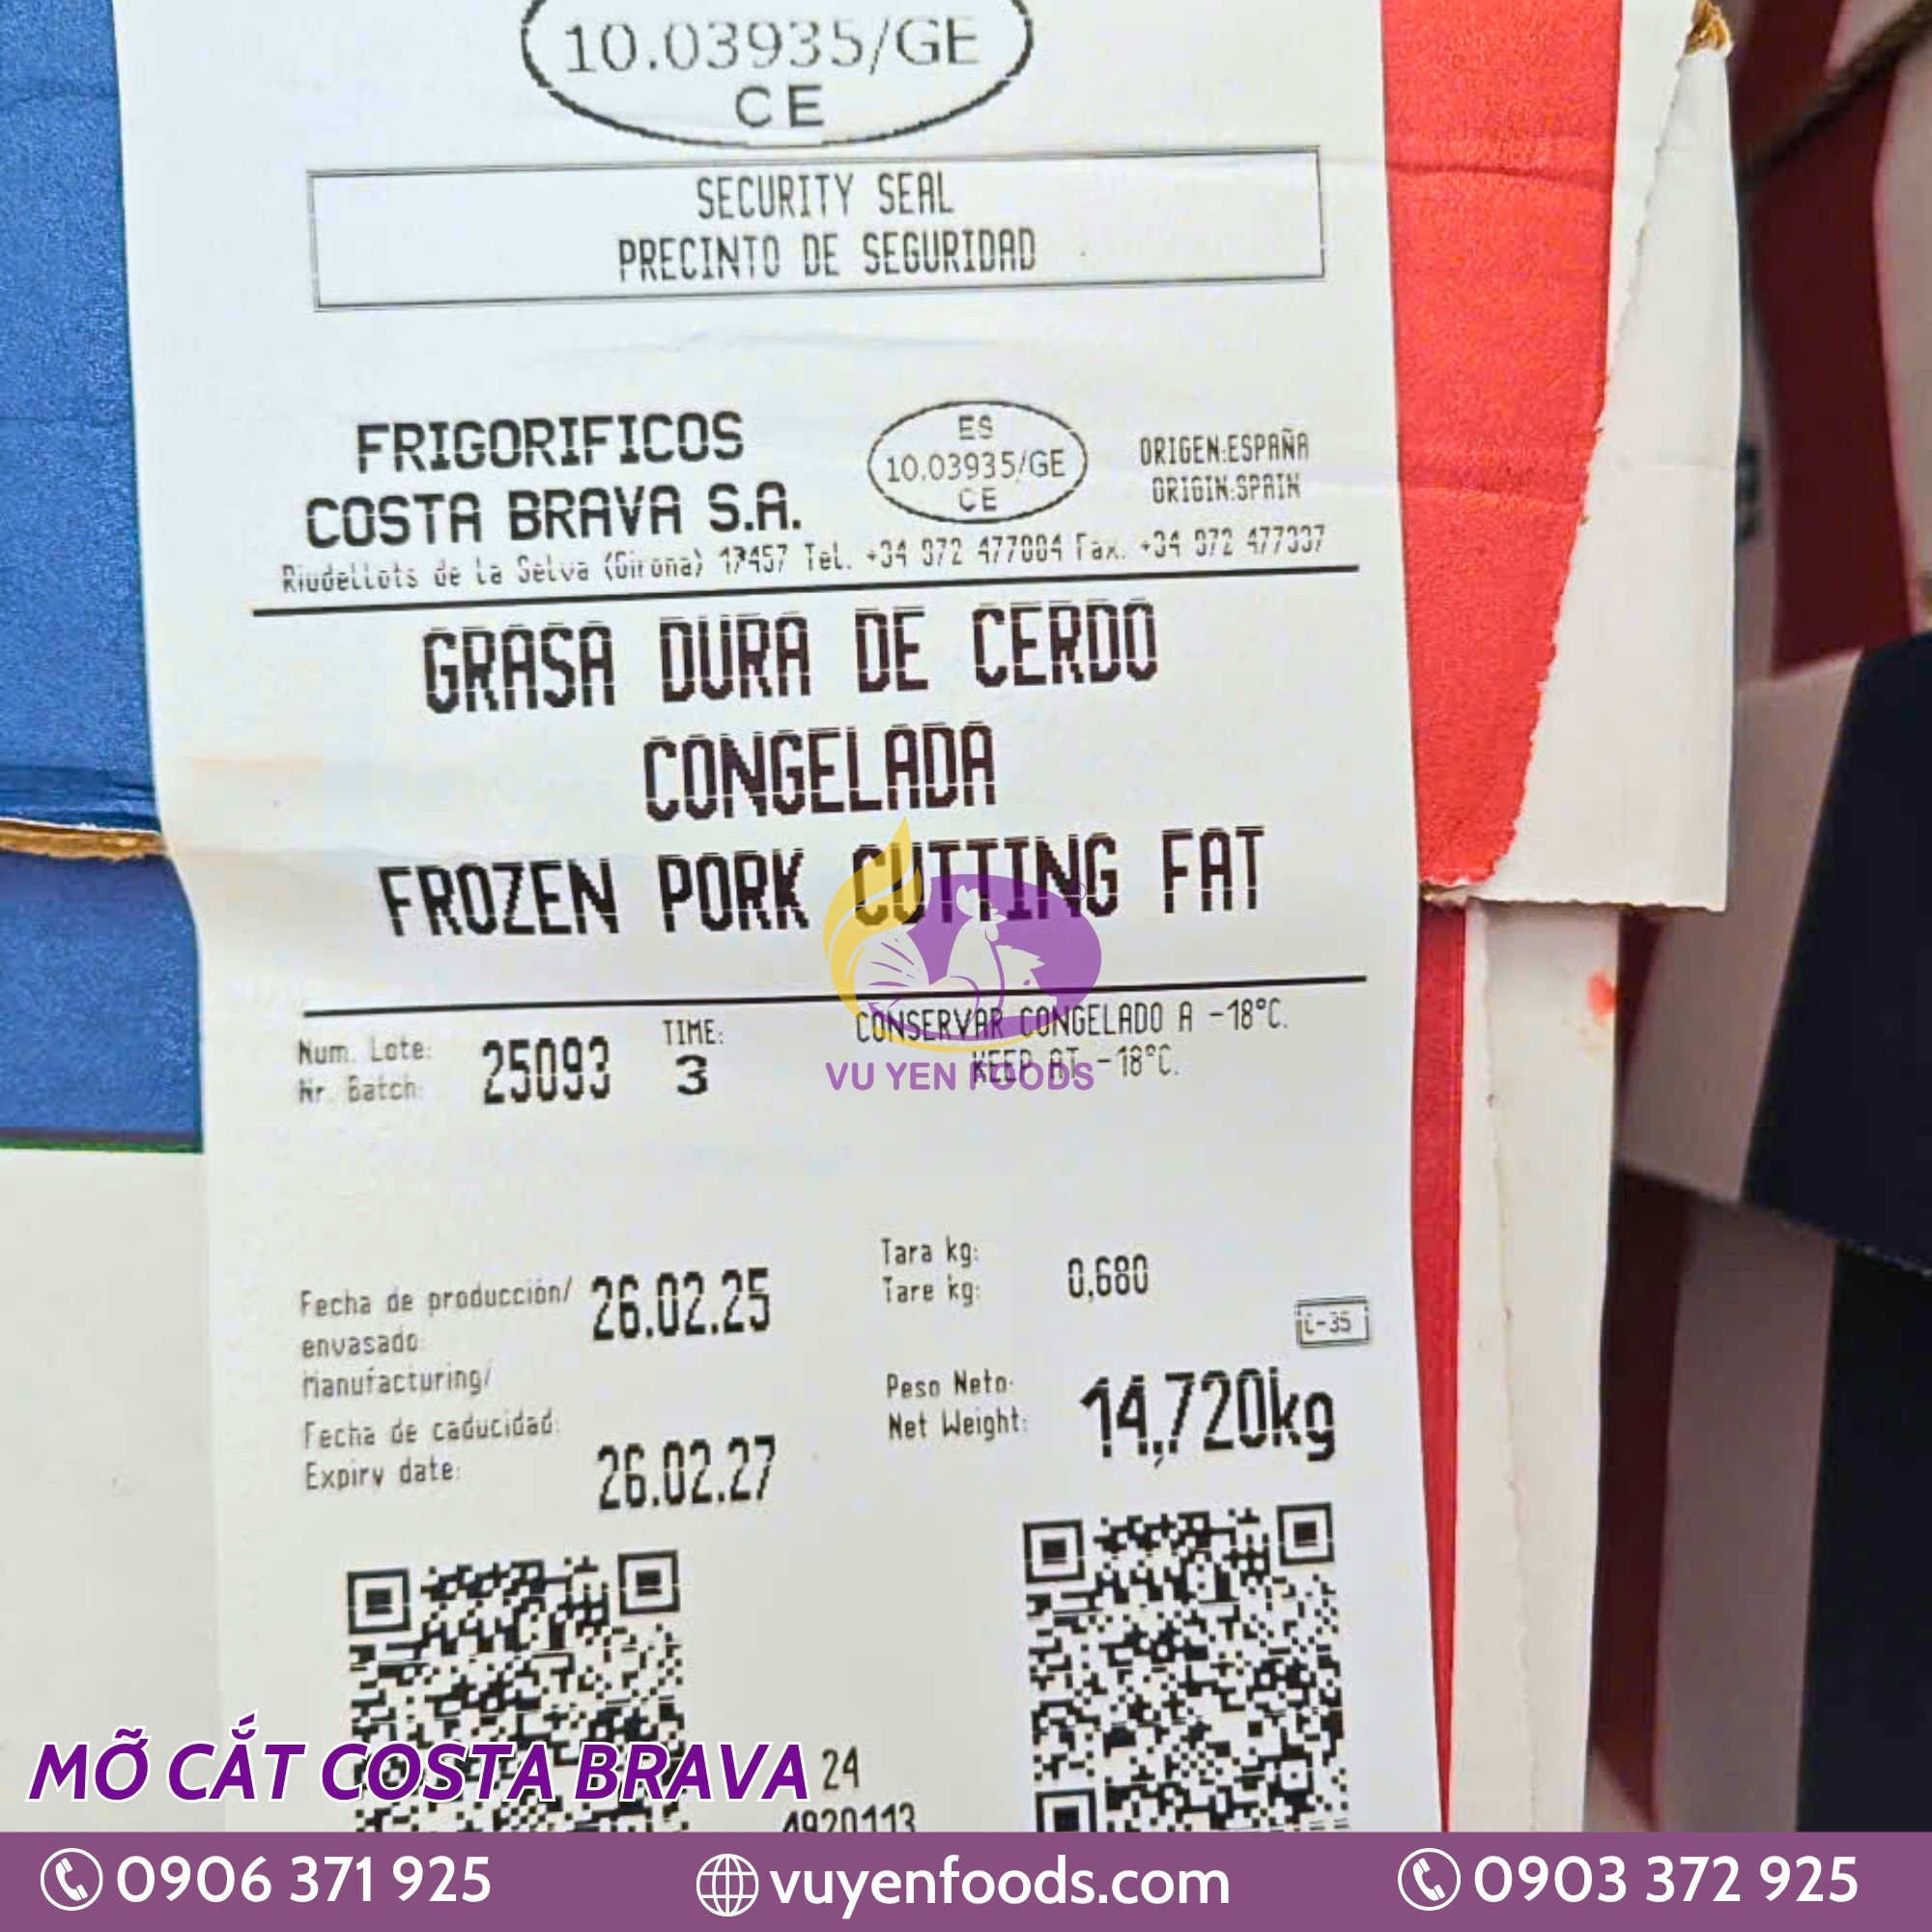 10.03935/GE
CE
SECURITY SEAL
PRECINTO DE SEGURIDAD
FRIGORIFICOS
COSTA BRAVA S.A.
ES
10.03935/GE
CE
ORIGEN:ESPAÑA
ORIGIN:SPAIN
Riudellots de la Selva (Girona) 17457 Tel. +34 972 477004 Fax. +34 972 477337
GRASA DURA DE CERDO
CONGELADA
FROZEN PORK CUTTING FAT
Num. Lote:
Nr. Batch:
25093
TIME:
3
CONSERVAR CONGELADO A -18°C.
KEEP AT -18°C.
VU YEN FOODS
Fecha de producción/
envasado:
Manufacturing/
26.02.25
Tara kg:
Tare kg:
0,680
Fecha de caducidad:
Expiry date:
26.02.27
Peso Neto:
Net Weight:
14,720kg
MỠ CẮT COSTA BRAVA
24
4920113
0906 371 925
vuyenfoods.com
0903 372 925